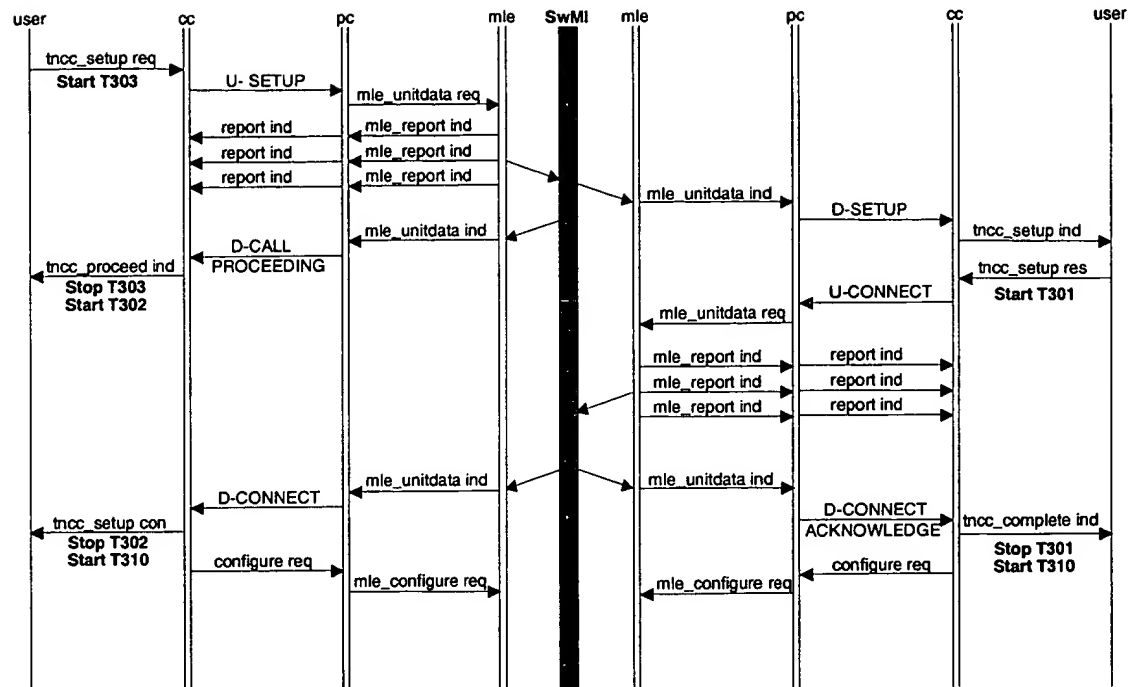 user cc pc mle SwMI mle pc cc user
tncc_setup req
Start T303
U- SETUP
mle_unitdata req
report ind mle_report ind
report ind mle_report ind
report ind mle_report ind
mle_unitdata ind
D-SETUP
mle_unitdata ind
tncc_setup ind
D-CALL
PROCEEDING
tncc_proceed ind
Stop T303
Start T302
tncc_setup res
Start T301
U-CONNECT
mle_unitdata req
mle_report ind report ind
mle_report ind report ind
mle_report ind report ind
mle_unitdata ind
mle_unitdata ind
D-CONNECT
D-CONNECT
ACKNOWLEDGE
tncc_setup con
Stop T302
Start T310
tncc_complete ind
Stop T301
Start T310
configure req
configure req
mle_configure req
mle_configure req